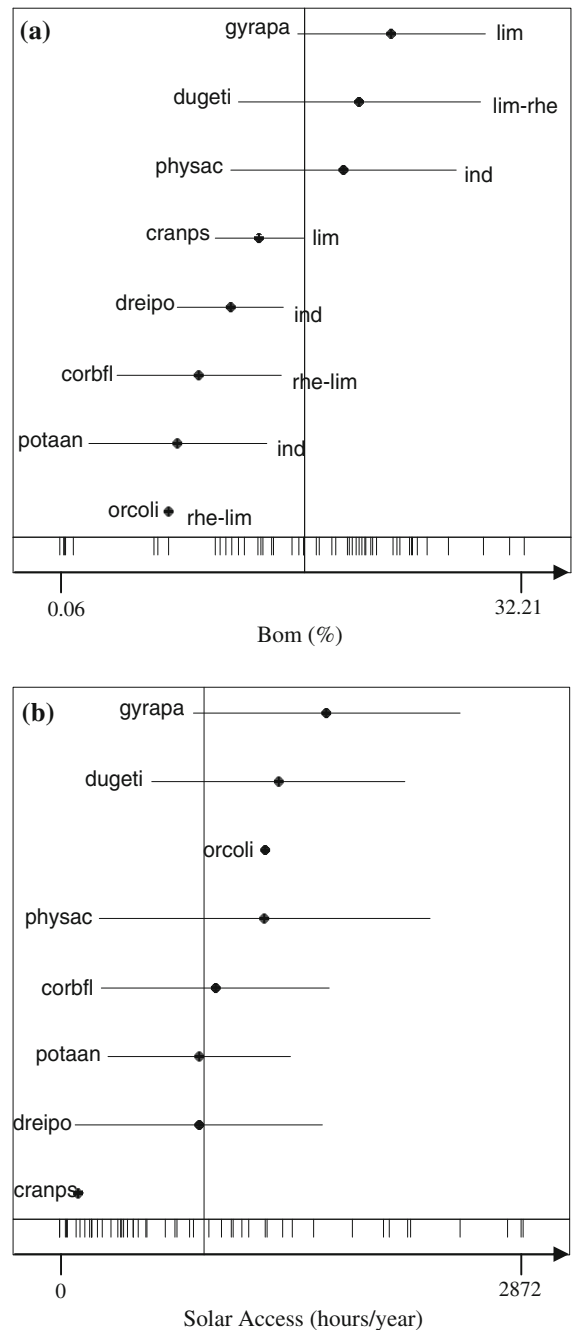 (a)
gyrapa lim
dugeti lim-rhe
physac ind
cranps lim
dreipo ind
corbfl rhe-lim
potaan ind
orcoli rhe-lim
0.06 32.21
Bom (%)
(b)
gyrapa
dugeti
orcoli
physac
corbfl
potaan
dreipo
cranps
0 2872
Solar Access (hours/year)